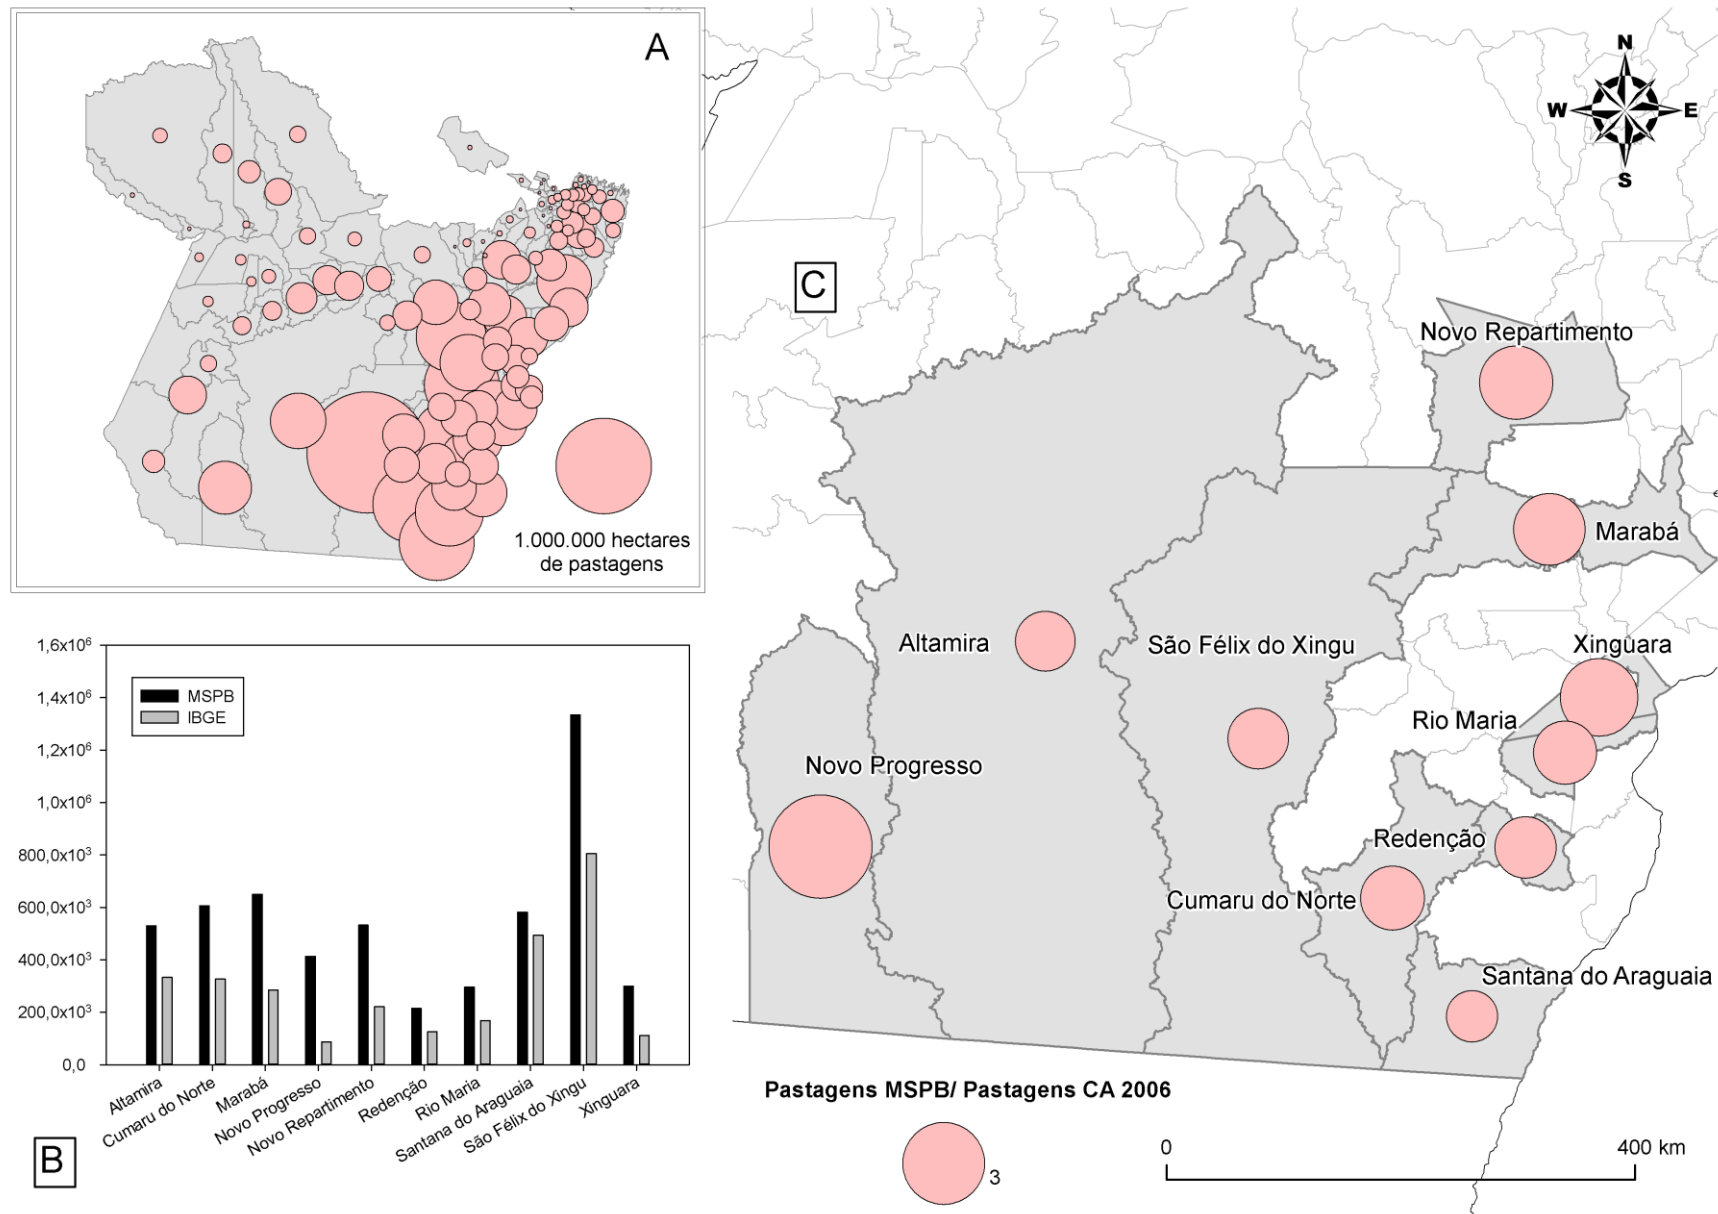 A
1.000.000 hectares
de pastagens
N
W
E
S
C
Novo Repartimento
Marabá
Altamira
São Félix do Xingu
Xinguara
Rio Maria
Novo Progresso
Redenção
Cumaru do Norte
Santana do Araguaia
Pastagens MSPB/ Pastagens CA 2006
3
0
400 km
1,6x10⁶
1,4x10⁶
1,2x10⁶
1,0x10⁶
800,0x10³
600,0x10³
400,0x10³
200,0x10³
0,0
MSPB
IBGE
Altamira
Cumaru do Norte
Marabá
Novo Progresso
Novo Repartimento
Redenção
Rio Maria
Santana do Araguaia
São Félix do Xingu
Xinguara
B